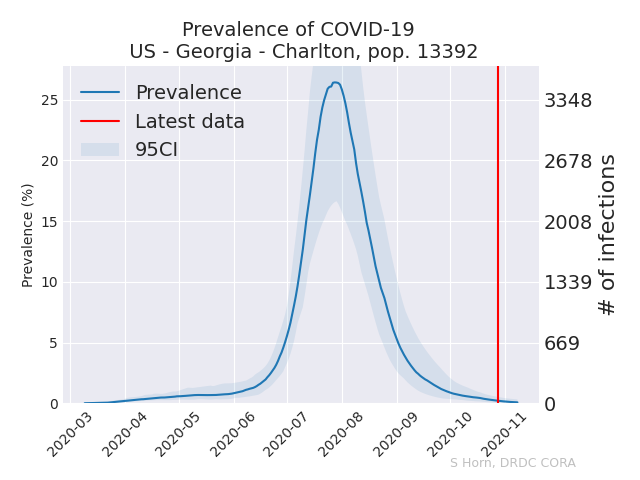 Prevalence of COVID-19
US - Georgia - Charlton, pop. 13392
Prevalence
Latest data
95CI
Prevalence (%)
25
20
15
10
5
0
3348
2678
2008
1339
669
0
# of infections
2020-03
2020-04
2020-05
2020-06
2020-07
2020-08
2020-09
2020-10
2020-11
S Horn, DRDC CORA